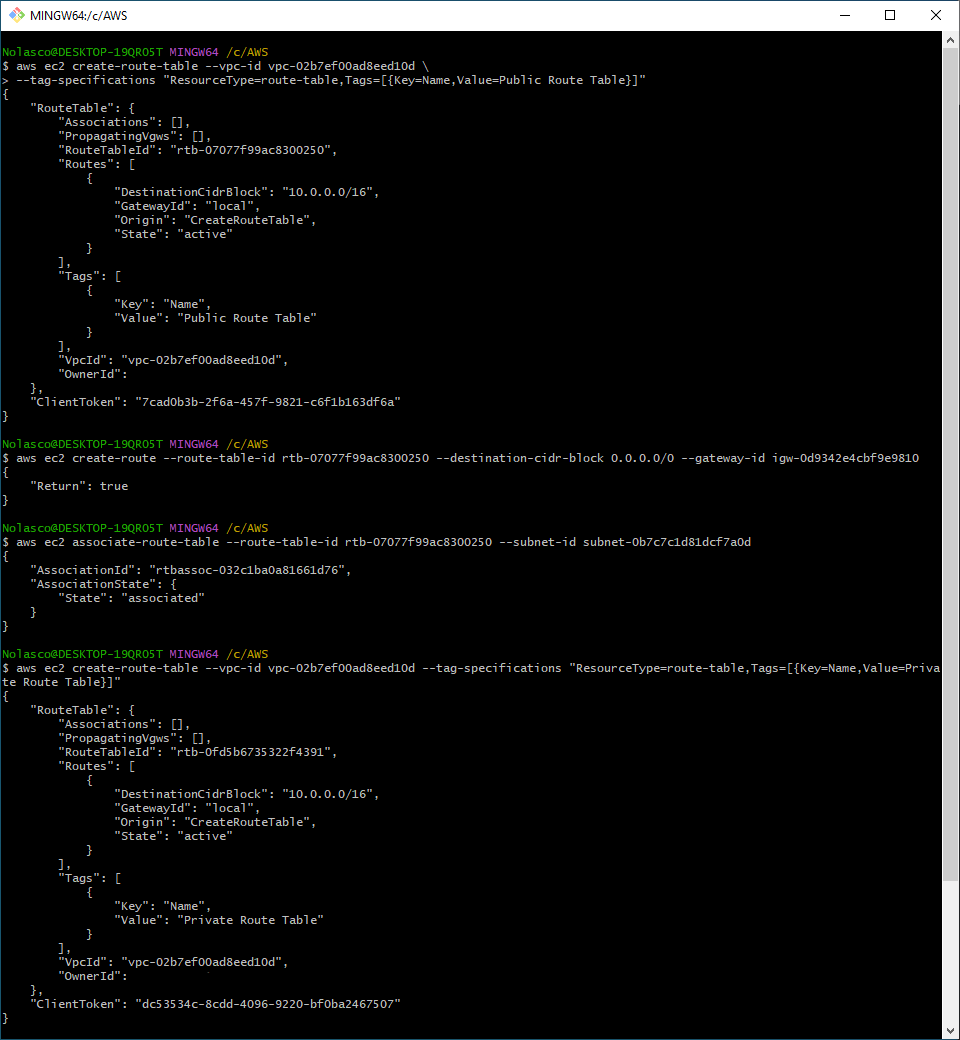 MINGW64:/c/AWS
Nolasco@DESKTOP-19QRO5T MINGW64 /c/AWS
$ aws ec2 create-route-table --vpc-id vpc-02b7ef00ad8eed10d \
> --tag-specifications "ResourceType=route-table,Tags=[{Key=Name,Value=Public Route Table}]"
{
    "RouteTable": {
        "Associations": [],
        "PropagatingVgws": [],
        "RouteTableId": "rtb-07077f99ac8300250",
        "Routes": [
            {
                "DestinationCidrBlock": "10.0.0.0/16",
                "GatewayId": "local",
                "Origin": "CreateRouteTable",
                "State": "active"
            }
        ],
        "Tags": [
            {
                "Key": "Name",
                "Value": "Public Route Table"
            }
        ],
        "VpcId": "vpc-02b7ef00ad8eed10d",
        "OwnerId":
    },
    "ClientToken": "7cad0b3b-2f6a-457f-9821-c6f1b163df6a"
}
Nolasco@DESKTOP-19QRO5T MINGW64 /c/AWS
$ aws ec2 create-route --route-table-id rtb-07077f99ac8300250 --destination-cidr-block 0.0.0.0/0 --gateway-id igw-0d9342e4cbf9e9810
{
    "Return": true
}
Nolasco@DESKTOP-19QRO5T MINGW64 /c/AWS
$ aws ec2 associate-route-table --route-table-id rtb-07077f99ac8300250 --subnet-id subnet-0b7c7c1d81dcf7a0d
{
    "AssociationId": "rtbassoc-032c1ba0a81661d76",
    "AssociationState": {
        "State": "associated"
    }
}
Nolasco@DESKTOP-19QRO5T MINGW64 /c/AWS
$ aws ec2 create-route-table --vpc-id vpc-02b7ef00ad8eed10d --tag-specifications "ResourceType=route-table,Tags=[{Key=Name,Value=Priva
te Route Table}]"
{
    "RouteTable": {
        "Associations": [],
        "PropagatingVgws": [],
        "RouteTableId": "rtb-0fd5b6735322f4391",
        "Routes": [
            {
                "DestinationCidrBlock": "10.0.0.0/16",
                "GatewayId": "local",
                "Origin": "CreateRouteTable",
                "State": "active"
            }
        ],
        "Tags": [
            {
                "Key": "Name",
                "Value": "Private Route Table"
            }
        ],
        "VpcId": "vpc-02b7ef00ad8eed10d",
        "OwnerId":
    },
    "ClientToken": "dc53534c-8cdd-4096-9220-bf0ba2467507"
}